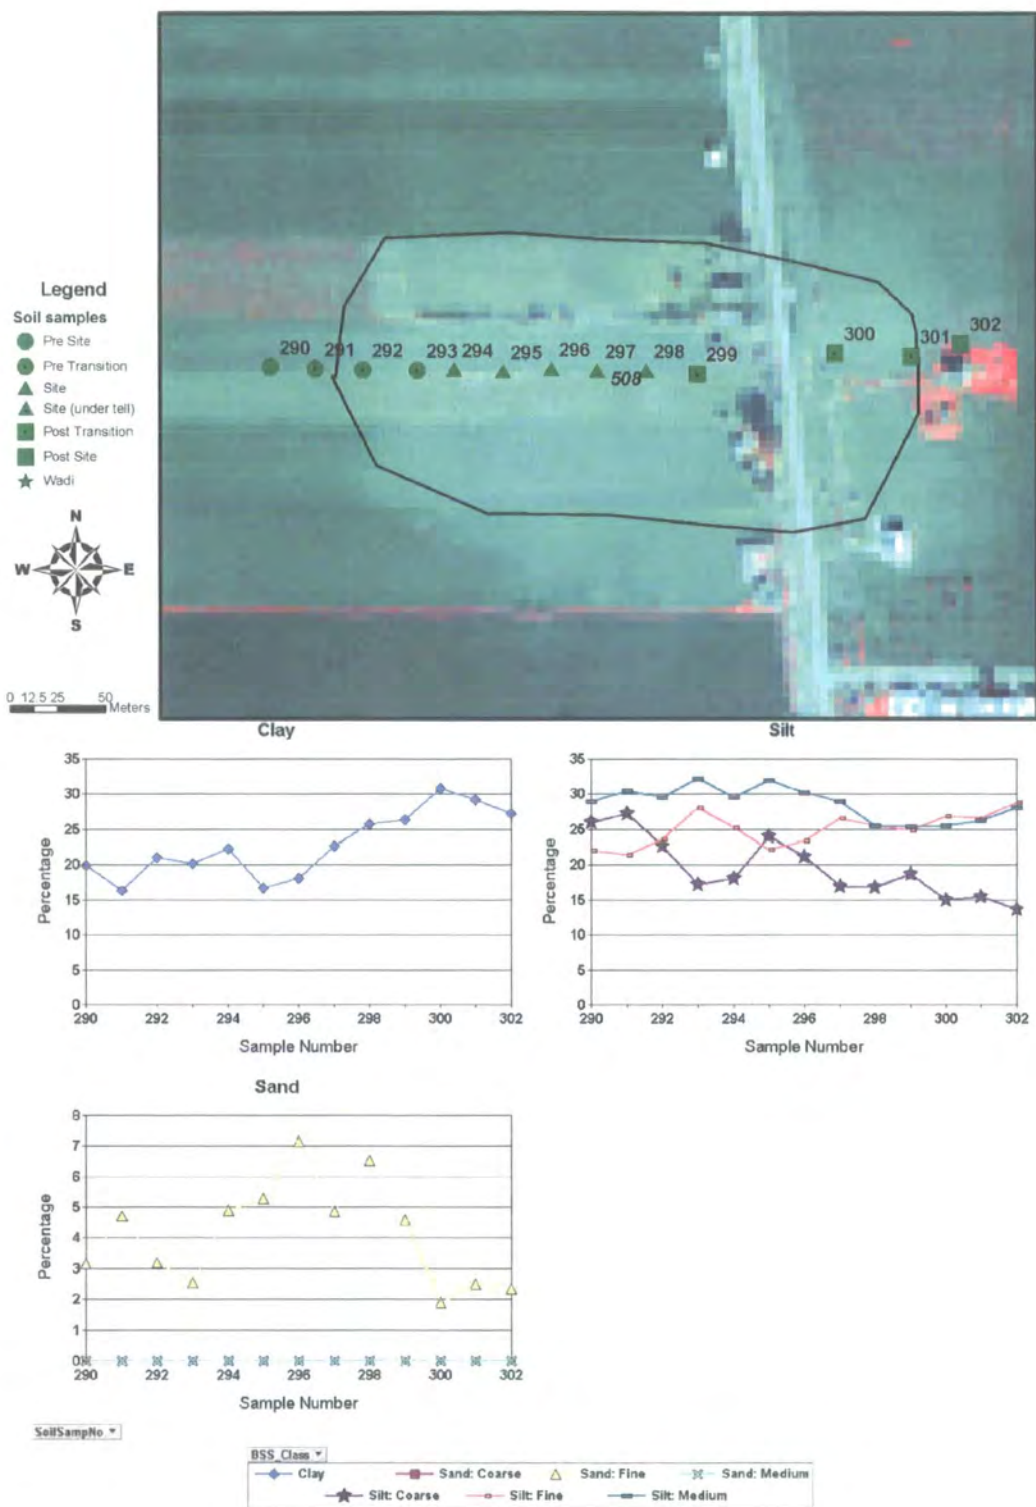 Legend
Soil samples
Pre Site
Pre Transition
Site
Site (under tell)
Post Transition
Post Site
Wadi
N
W E
S
0 12.5 25 50 Meters
290 291 292 293 294 295 296 297 298 299 300 301 302
508
Clay
35
30
25
20
15
10
5
0
Percentage
290 292 294 296 298 300 302
Sample Number
Silt
35
30
25
20
15
10
5
0
Percentage
290 292 294 296 298 300 302
Sample Number
Sand
8
7
6
5
4
3
2
1
0
Percentage
290 292 294 296 298 300 302
Sample Number
SoilSampNo
BSS_Class
Clay Sand: Coarse Sand: Fine Sand: Medium
Silt: Coarse Silt: Fine Silt: Medium